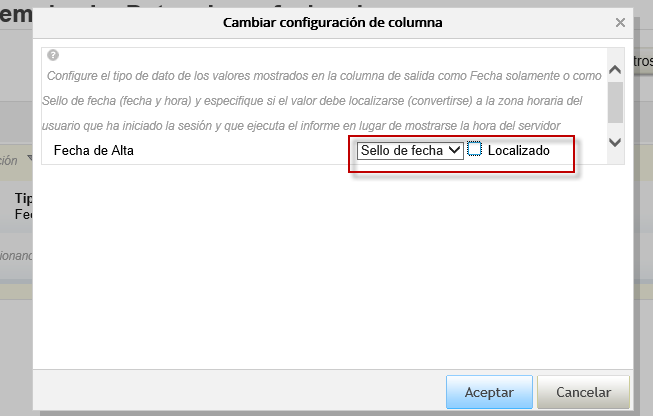 Cambiar configuración de columna
Configure el tipo de dato de los valores mostrados en la columna de salida como Fecha solamente o como
Sello de fecha (fecha y hora) y especifique si el valor debe localizarse (convertirse) a la zona horaria del
usuario que ha iniciado la sesión y que ejecuta el informe en lugar de mostrarse la hora del servidor
tros
ción
Fecha de Alta Sello de fecha Localizado
Tip
Fec
ionand
Aceptar Cancelar